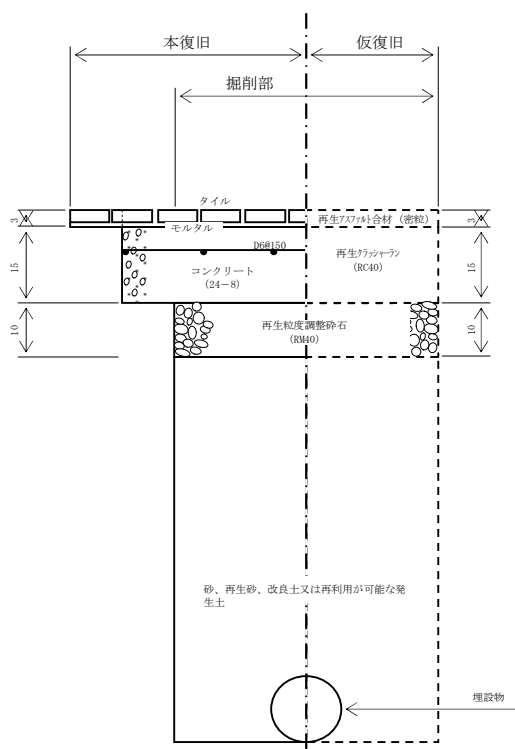 本復旧
仮復旧
掘削部
タイル
3
再生ｱｽﾌｧﾙﾄ合材（密粒）
3
モルタル
D6@150
再生ｸﾗｯｼｬｰﾗﾝ
(RC40)
15
コンクリート
(24－8)
15
10
再生粒度調整砕石
(RM40)
10
砂、再生砂、改良土又は再利用が可能な発
生土
埋設物